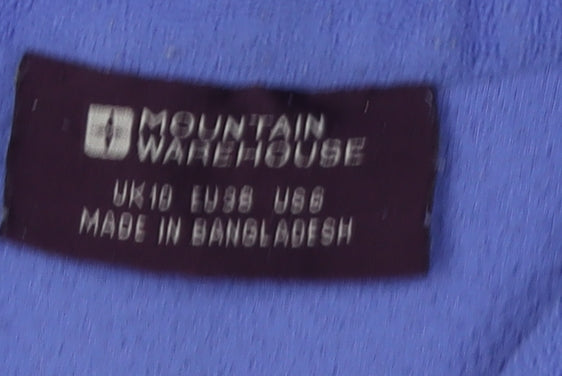 MOUNTAIN
WAREHOUSE
UK10 EU38 US6
MADE IN BANGLADESH